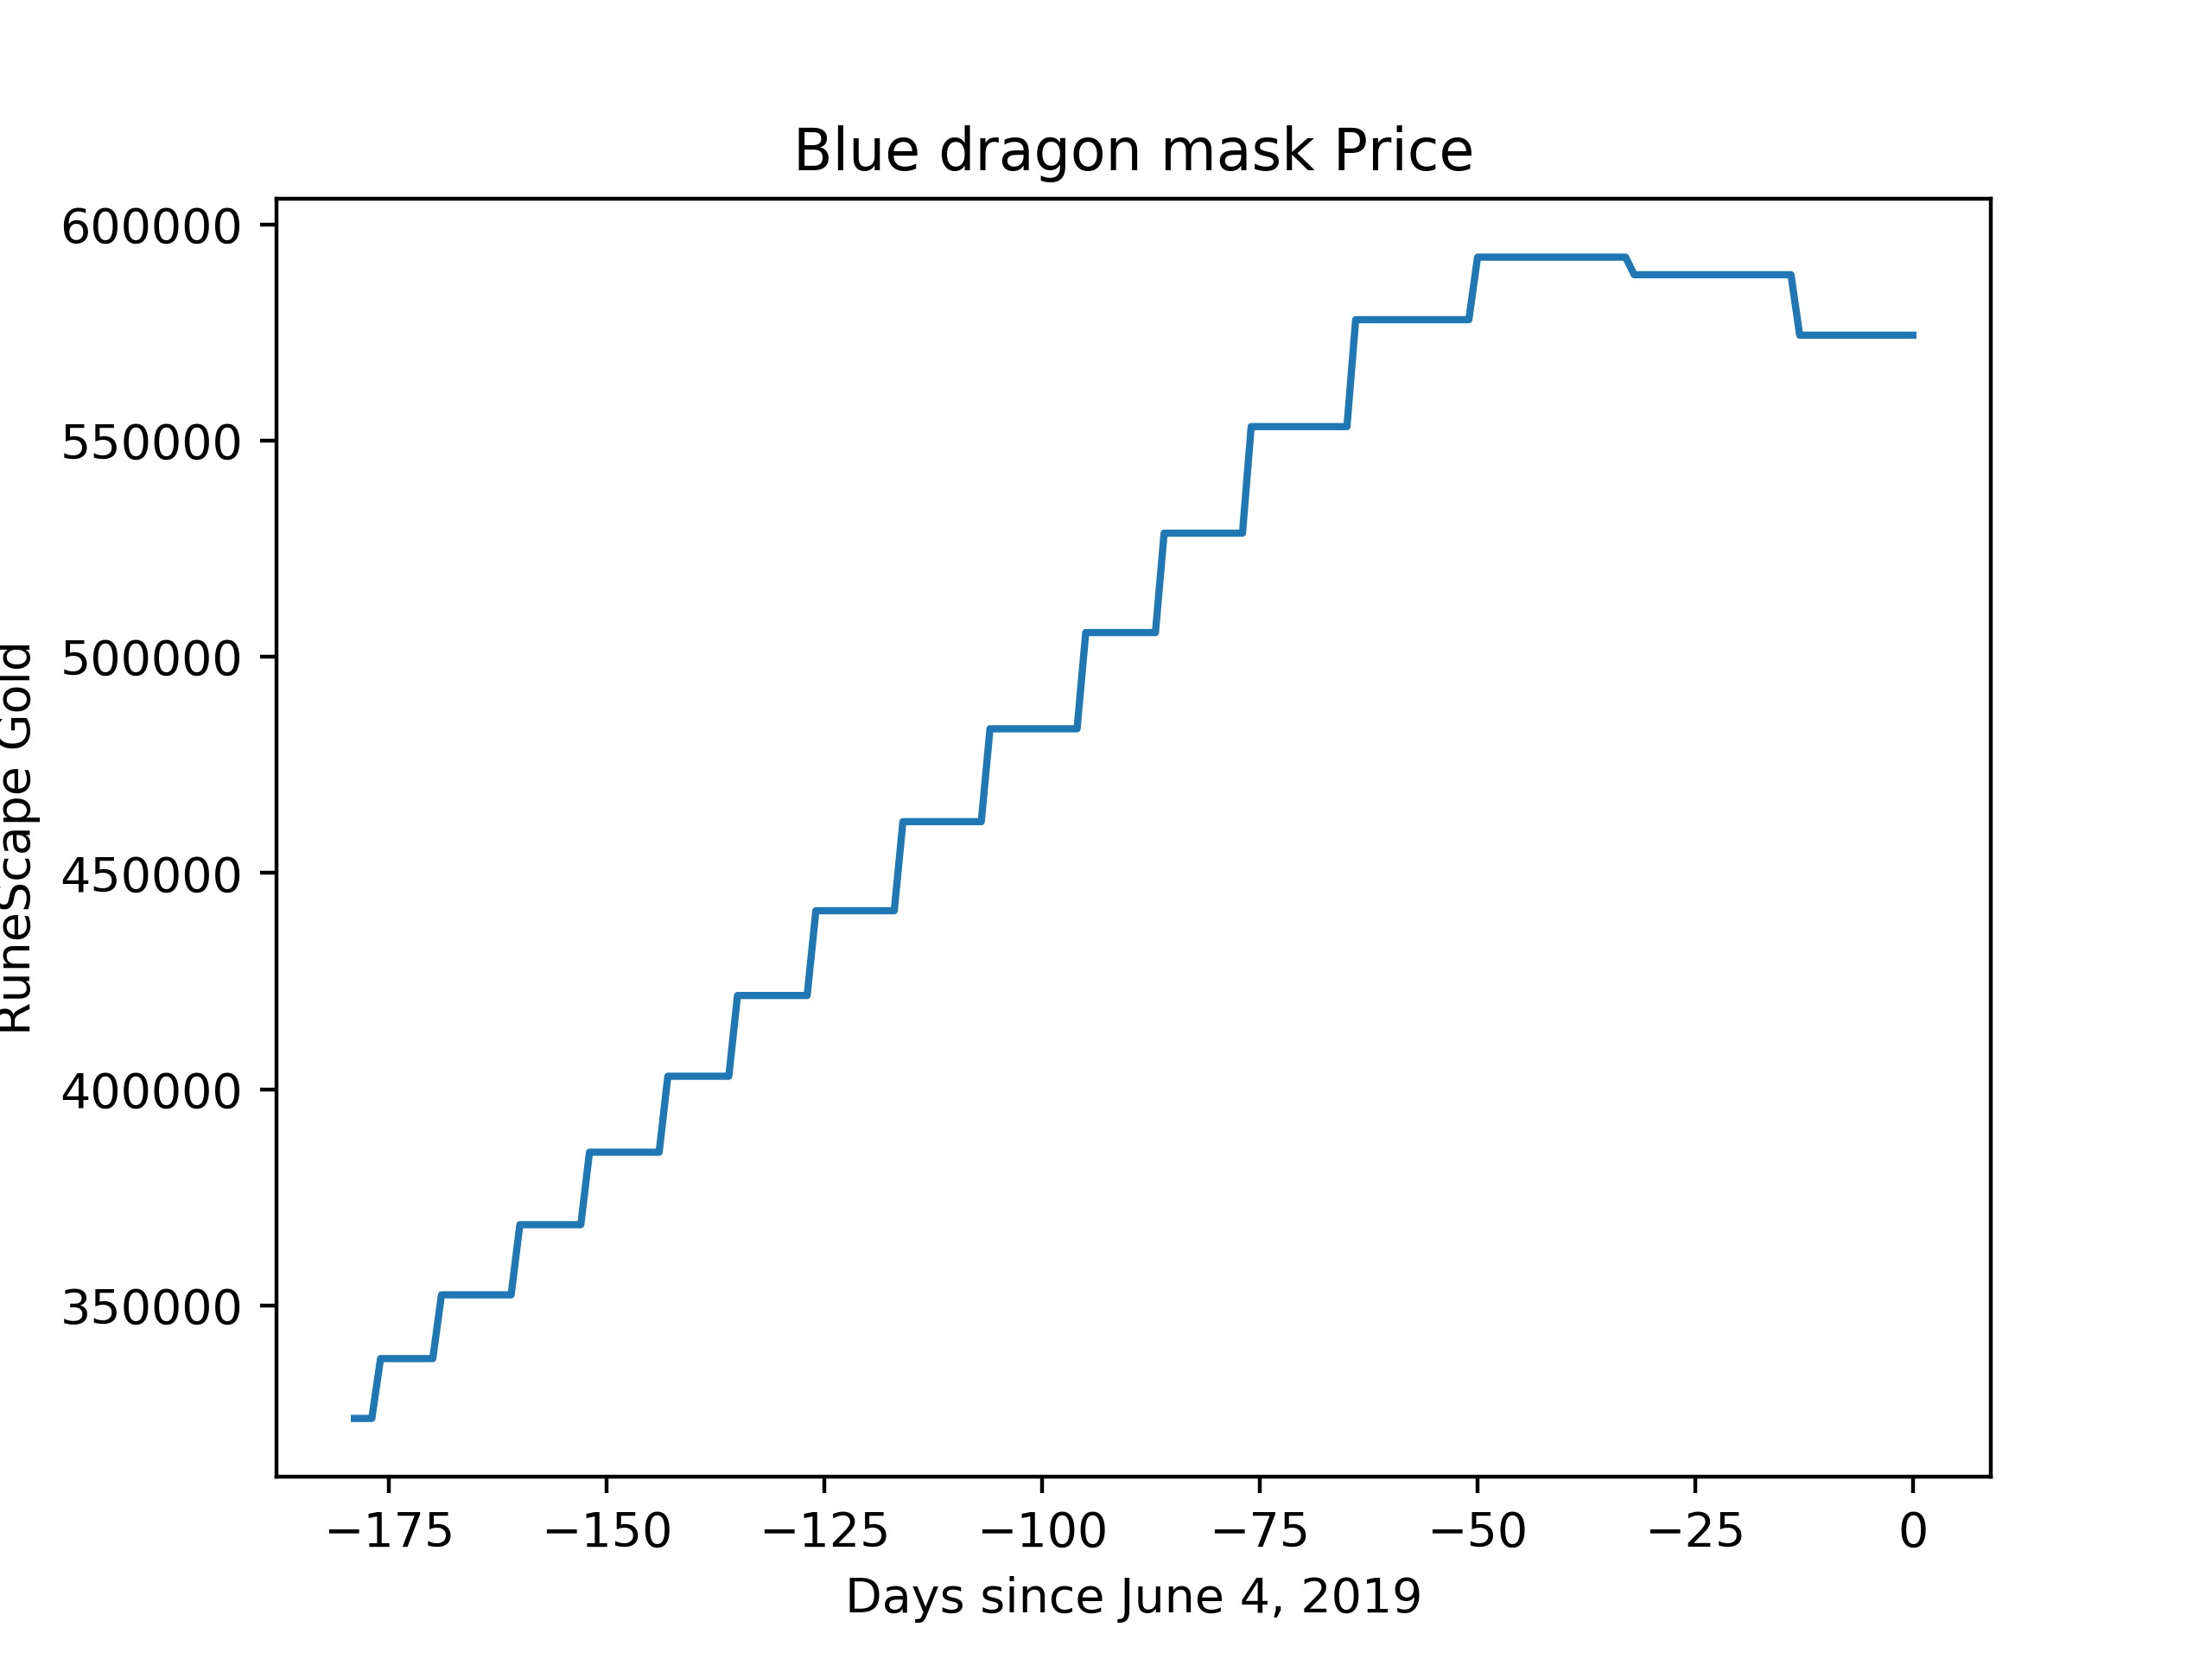 Blue dragon mask Price
600000
550000
500000
450000
400000
350000
RuneScape Gold
−175 −150 −125 −100 −75 −50 −25 0
Days since June 4, 2019